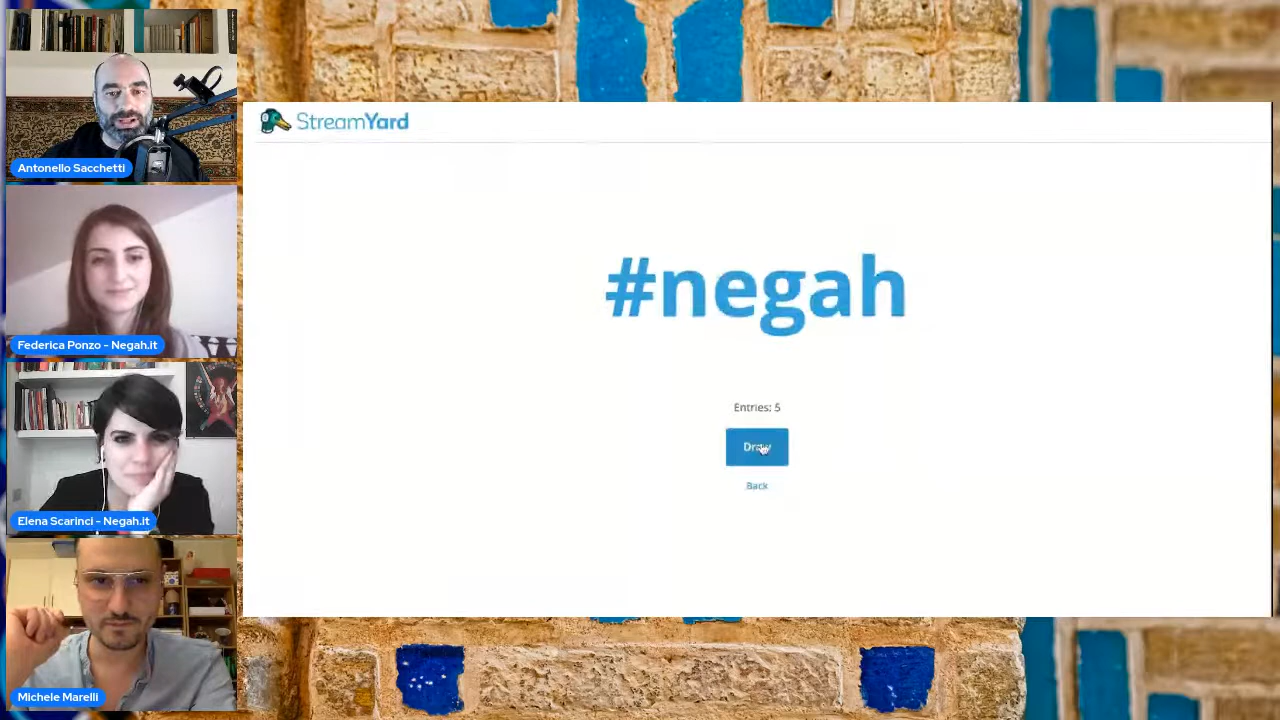 Antonello Sacchetti
Federica Ponzo - Negah.it
Elena Scarinci - Negah.it
Michele Marelli
StreamYard
#negah
Entries: 5
Draw
Back